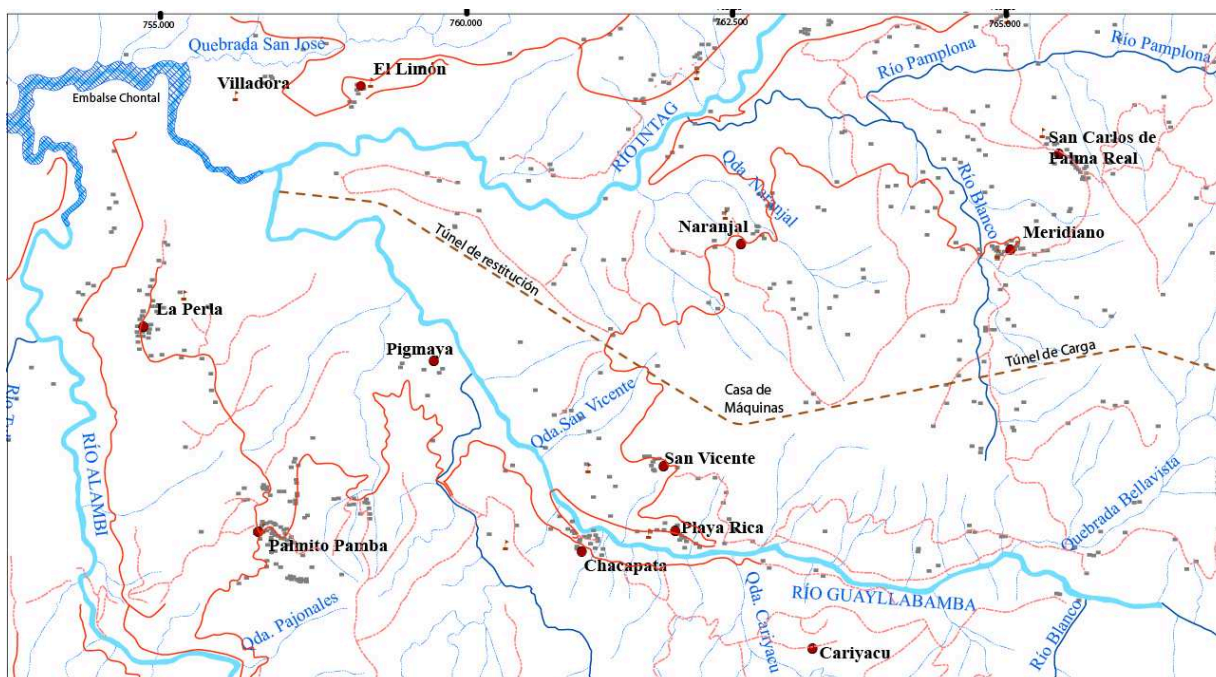 755.000
760.000
762.500
765.000
Quebrada San Jose
Villadora
El Limón
Embalse Chontal
RÍO INTAG
Río Pamplona
Río Pamplona
San Carlos de
Palma Real
Qda. Naranjal
Río Blanco
Naranjal
Meridiano
Túnel de restitución
La Perla
Pigmaya
Túnel de Carga
Casa de
Máquinas
Qda.San Vicente
RÍO ALAMBI
San Vicente
Quebrada Bellavista
Playa Rica
Palmito Pamba
Chacapata
Qda. Pajonales
Qda. Cariyacu
RÍO GUAYLLABAMBA
Río Blanco
Cariyacu